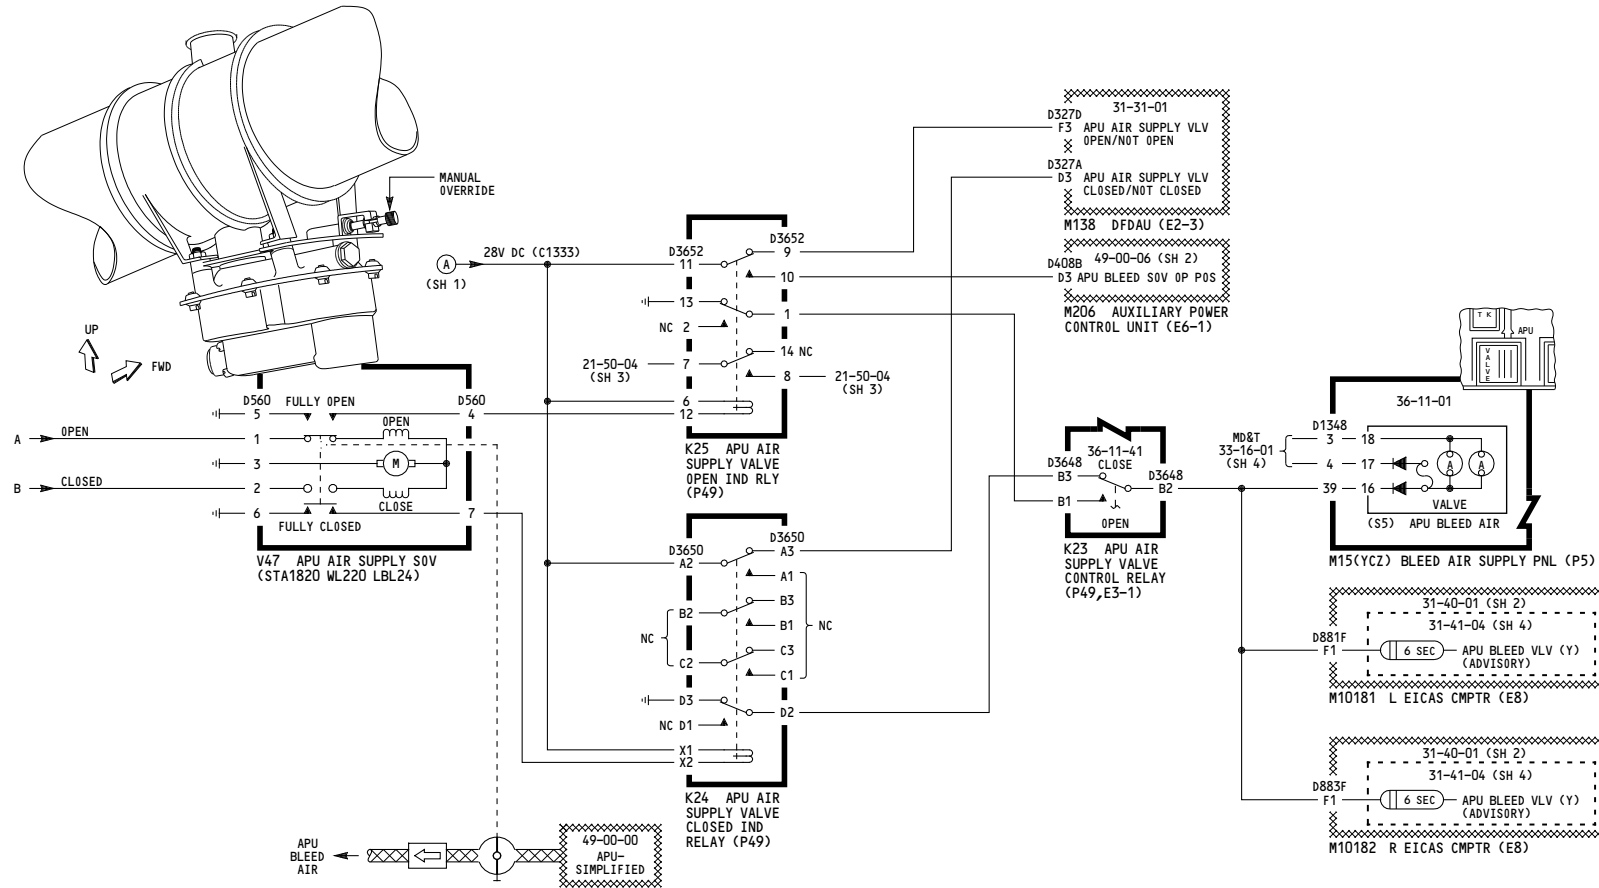 MANUAL
OVERRIDE
UP
FWD
A
(SH 1)
28V DC (C1333)
D560
D560
5
FULLY OPEN
4
A
OPEN
1
OPEN
3
M
B
CLOSED
2
CLOSE
6
FULLY CLOSED
7
V47 APU AIR SUPPLY SOV
(STA1820 WL220 LBL24)
D3652
D3652
11
9
10
13
1
NC 2
14 NC
21-50-04
(SH 3)
7
8
21-50-04
(SH 3)
6
12
K25 APU AIR
SUPPLY VALVE
OPEN IND RLY
(P49)
D3650
D3650
A2
A3
A1
B2
B3
B1
NC
NC
C2
C3
C1
D3
D2
NC D1
X1
X2
K24 APU AIR
SUPPLY VALVE
CLOSED IND
RELAY (P49)
31-31-01
D327D
F3 APU AIR SUPPLY VLV
OPEN/NOT OPEN
D327A
D3 APU AIR SUPPLY VLV
CLOSED/NOT CLOSED
M138 DFDAU (E2-3)
49-00-06 (SH 2)
D408B
D3 APU BLEED SOV OP POS
M206 AUXILIARY POWER
CONTROL UNIT (E6-1)
36-11-41
CLOSE
D3648
D3648
B3
B2
B1
OPEN
K23 APU AIR
SUPPLY VALVE
CONTROL RELAY
(P49,E3-1)
T K
APU
VALVE
36-11-01
D1348
MD&T
33-16-01
(SH 4)
3 18
4 17
39 16
A
A
VALVE
(S5) APU BLEED AIR
M15(YCZ) BLEED AIR SUPPLY PNL (P5)
31-40-01 (SH 2)
31-41-04 (SH 4)
D881F
F1
6 SEC
APU BLEED VLV (Y)
(ADVISORY)
M10181 L EICAS CMPTR (E8)
31-40-01 (SH 2)
31-41-04 (SH 4)
D883F
F1
6 SEC
APU BLEED VLV (Y)
(ADVISORY)
M10182 R EICAS CMPTR (E8)
APU
BLEED
AIR
49-00-00
APU-
SIMPLIFIED